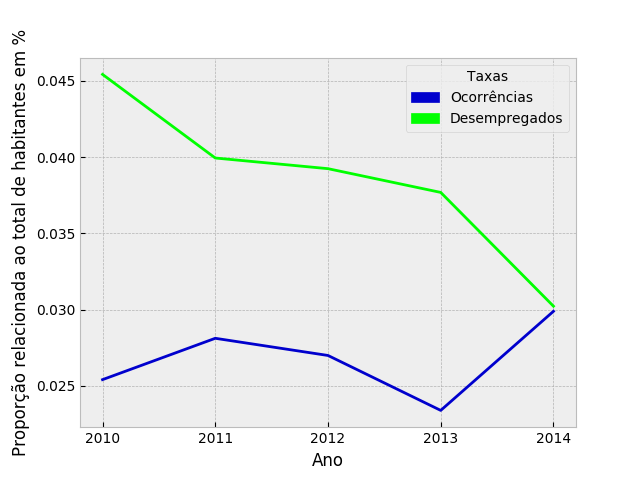 Proporção relacionada ao total de habitantes em %
0.045
0.040
0.035
0.030
0.025
Taxas
Ocorrências
Desempregados
2010 2011 2012 2013 2014
Ano